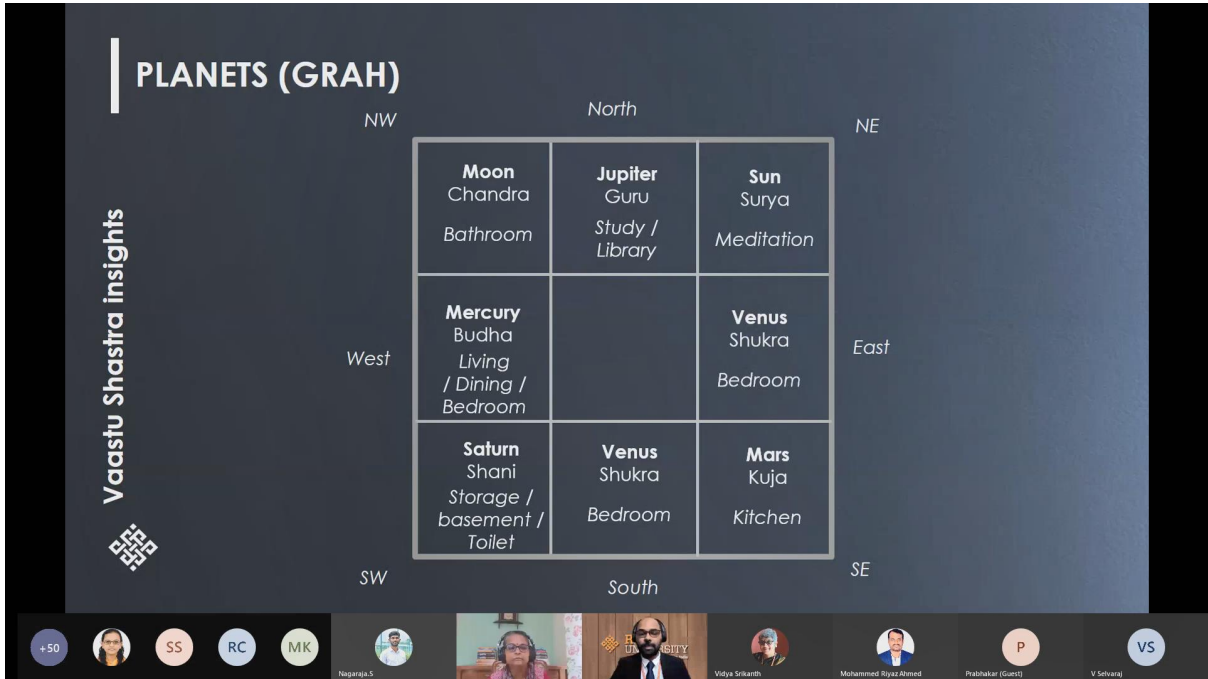 PLANETS (GRAH)
Vaastu Shastra insights
NW
North
NE
Moon
Chandra
Bathroom
Jupiter
Guru
Study /
Library
Sun
Surya
Meditation
West
Mercury
Budha
Living
/ Dining /
Bedroom
Venus
Shukra
Bedroom
East
Saturn
Shani
Storage /
basement /
Toilet
Venus
Shukra
Bedroom
Mars
Kuja
Kitchen
SW
South
SE
+50
SS
RC
MK
Nagaraja.S
Vidya Srikanth
Mohammed Riyaz Ahmed
P
Prabhakar (Guest)
VS
V Selvaraj